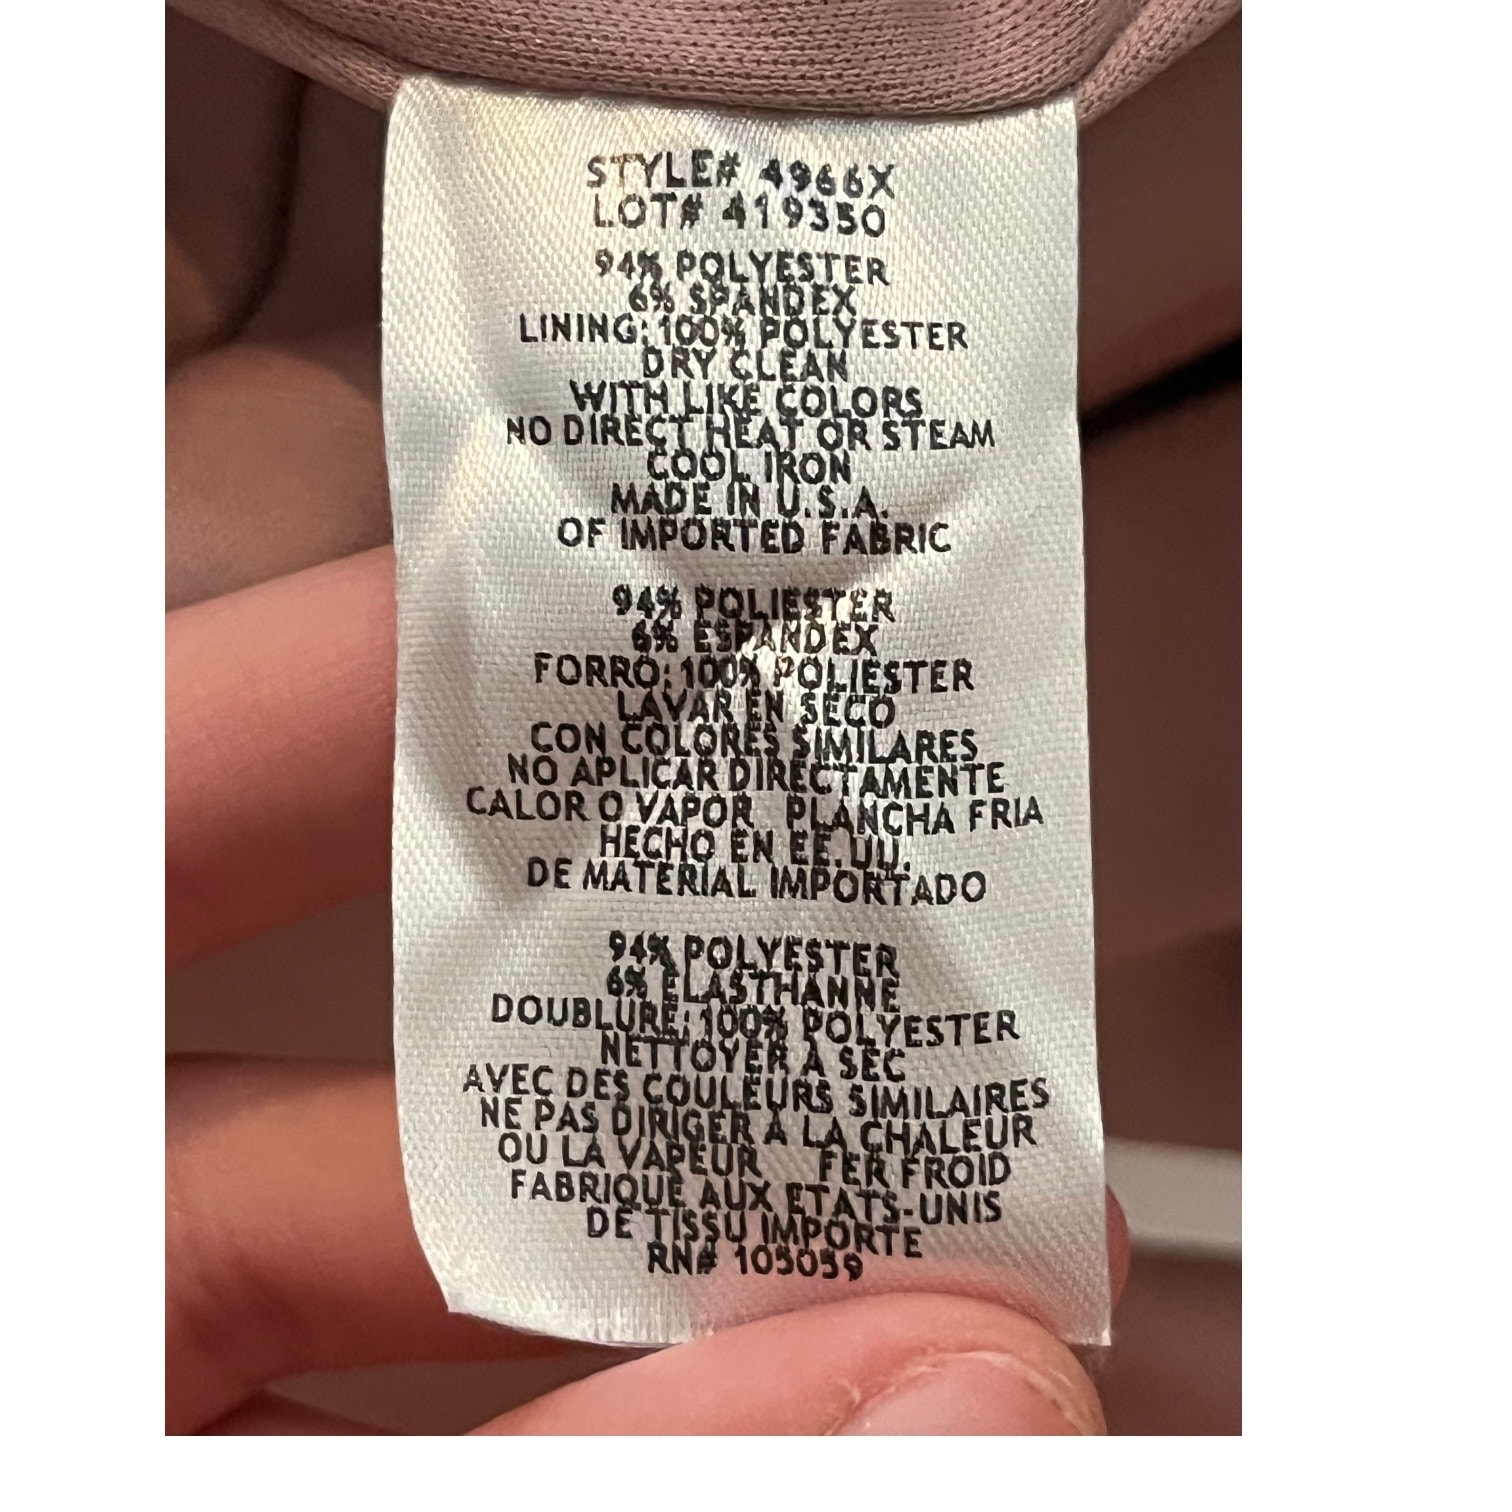 STYLE# 4966X
LOT# 419350
94% POLYESTER
6% SPANDEX
LINING: 100% POLYESTER
DRY CLEAN
WITH LIKE COLORS
NO DIRECT HEAT OR STEAM
COOL IRON
MADE IN U.S.A.
OF IMPORTED FABRIC
94% POLIESTER
6% ESPANDEX
FORRO: 100% POLIESTER
LAVAR EN SECO
CON COLORES SIMILARES
NO APLICAR DIRECTAMENTE
CALOR O VAPOR PLANCHA FRIA
HECHO EN EE.UU.
DE MATERIAL IMPORTADO
94% POLYESTER
6% ELASTHANNE
DOUBLURE: 100% POLYESTER
NETTOYER A SEC
AVEC DES COULEURS SIMILAIRES
NE PAS DIRIGER A LA CHALEUR
OU LA VAPEUR FER FROID
FABRIQUE AUX ETATS-UNIS
DE TISSU IMPORTE
RN# 105059